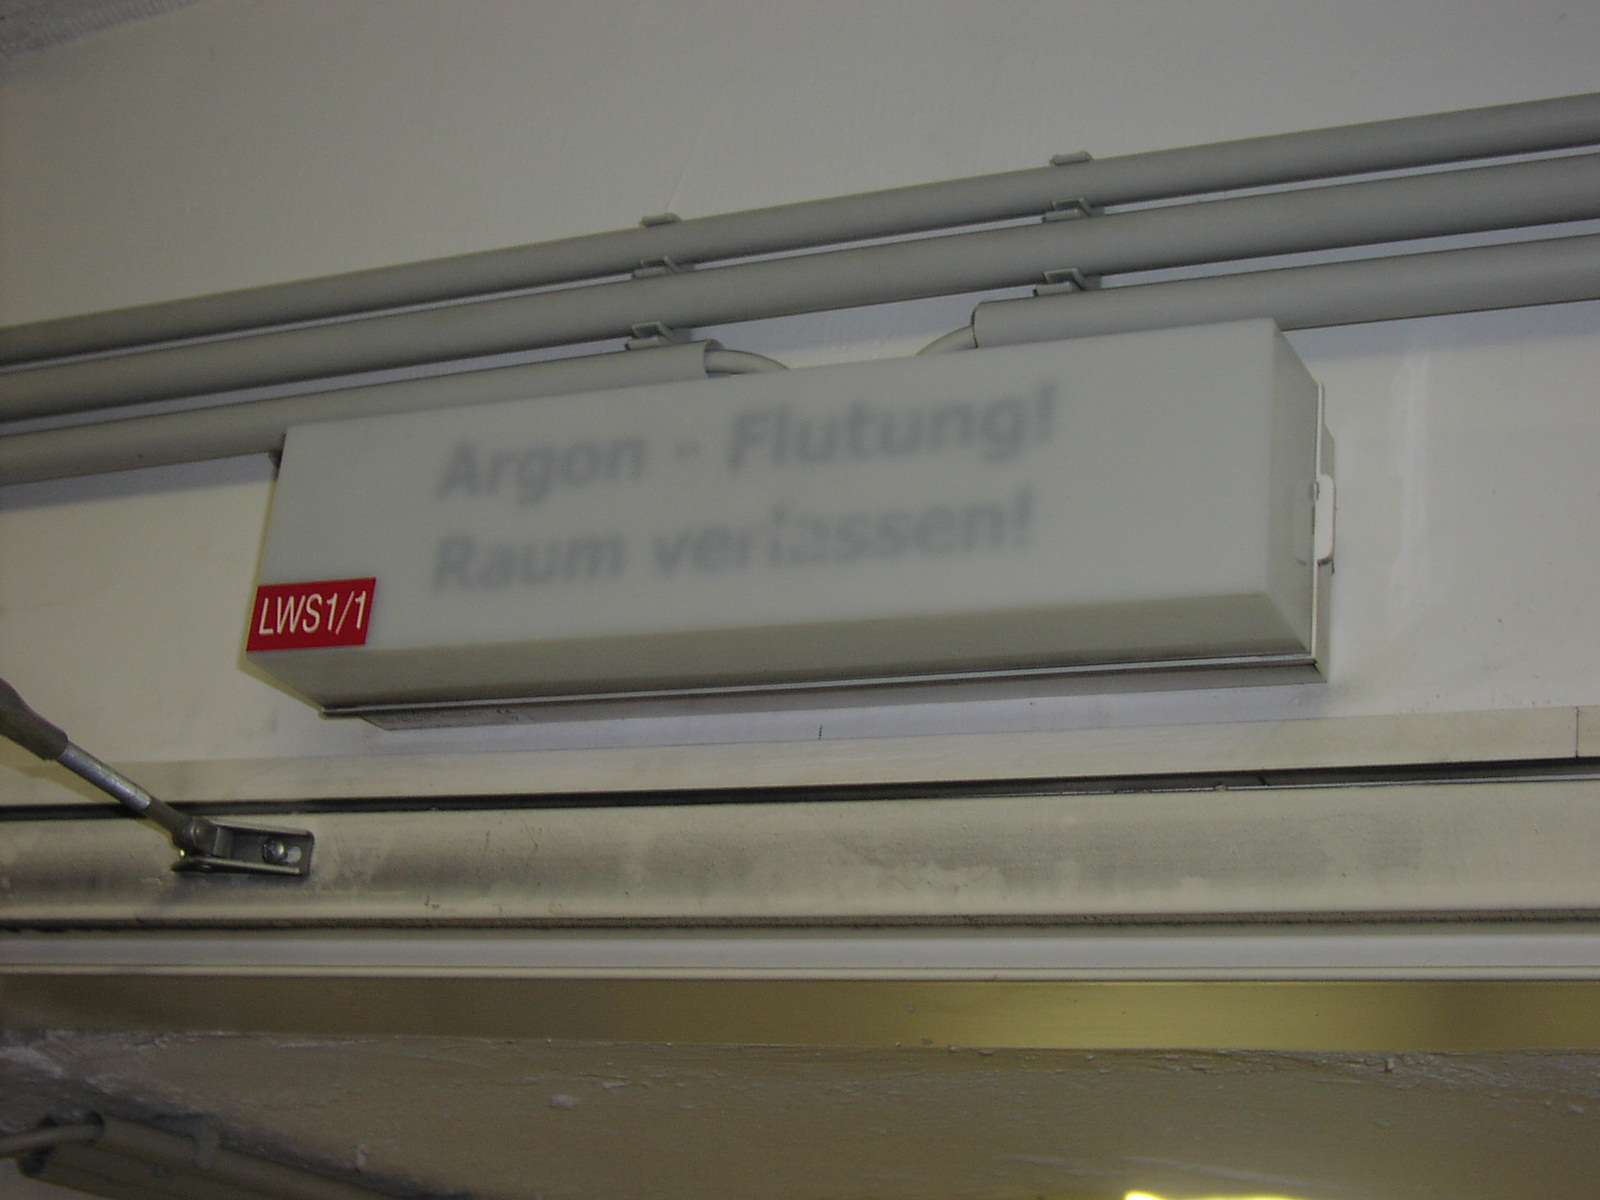 Argon - Flutung!
Raum verlassen!
LWS1/1